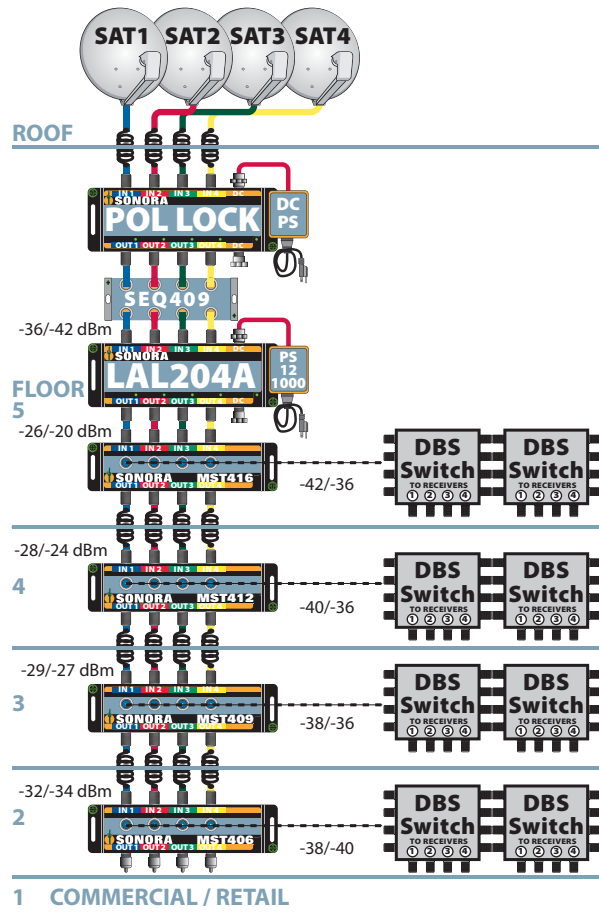 SAT1 SAT2 SAT3 SAT4
ROOF
IN 1 IN 2 IN 3 IN 4 DC
SONORA
POL LOCK
OUT 1 OUT 2 OUT 3 OUT 4 DC
DC
PS
SEQ409
-36/-42 dBm
IN 1 IN 2 IN 3 IN 4 DC
SONORA
LAL204A
OUT 1 OUT 2 OUT 3 OUT 4 DC
PS
12
1000
FLOOR
5
-26/-20 dBm
IN 1 IN 2 IN 3 IN 4
SONORA MST416
OUT 1 OUT 2 OUT 3 OUT 4
-42/-36
DBS
Switch
TO RECEIVERS
1 2 3 4
DBS
Switch
TO RECEIVERS
1 2 3 4
-28/-24 dBm
4
IN 1 IN 2 IN 3 IN 4
SONORA MST412
OUT 1 OUT 2 OUT 3 OUT 4
-40/-36
DBS
Switch
TO RECEIVERS
1 2 3 4
DBS
Switch
TO RECEIVERS
1 2 3 4
-29/-27 dBm
3
IN 1 IN 2 IN 3 IN 4
SONORA MST409
OUT 1 OUT 2 OUT 3 OUT 4
-38/-36
DBS
Switch
TO RECEIVERS
1 2 3 4
DBS
Switch
TO RECEIVERS
1 2 3 4
-32/-34 dBm
2
IN 1 IN 2 IN 3 IN 4
SONORA MST406
OUT 1 OUT 2 OUT 3 OUT 4
-38/-40
DBS
Switch
TO RECEIVERS
1 2 3 4
DBS
Switch
TO RECEIVERS
1 2 3 4
1 COMMERCIAL / RETAIL